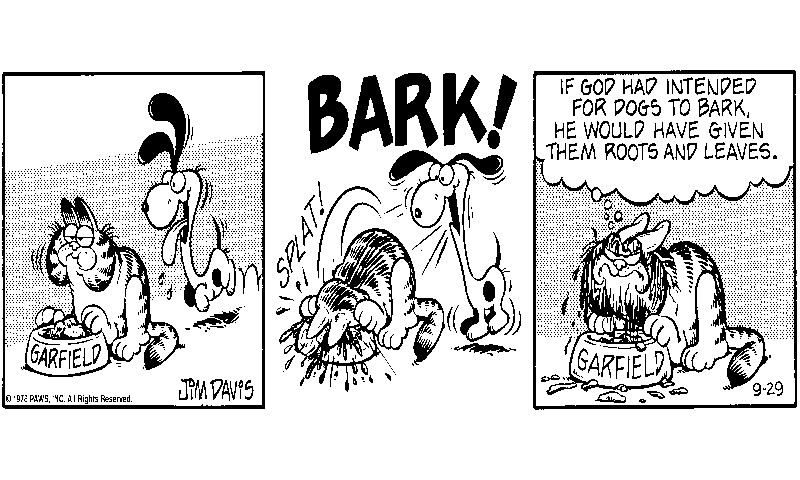 GARFIELD
© 1978 PAWS, INC. All Rights Reserved.
JIM DAVIS
BARK!
SPLAT!
IF GOD HAD INTENDED
FOR DOGS TO BARK,
HE WOULD HAVE GIVEN
THEM ROOTS AND LEAVES.
GARFIELD
9-29